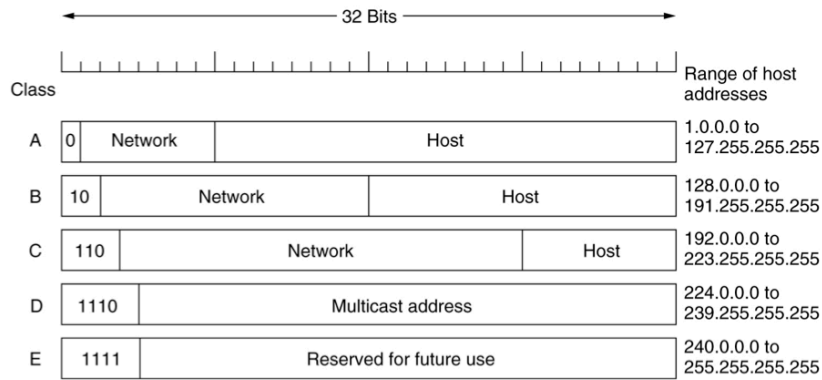 32 Bits
Class
Range of host
addresses
A
0
Network
Host
1.0.0.0 to
127.255.255.255
B
10
Network
Host
128.0.0.0 to
191.255.255.255
C
110
Network
Host
192.0.0.0 to
223.255.255.255
D
1110
Multicast address
224.0.0.0 to
239.255.255.255
E
1111
Reserved for future use
240.0.0.0 to
255.255.255.255